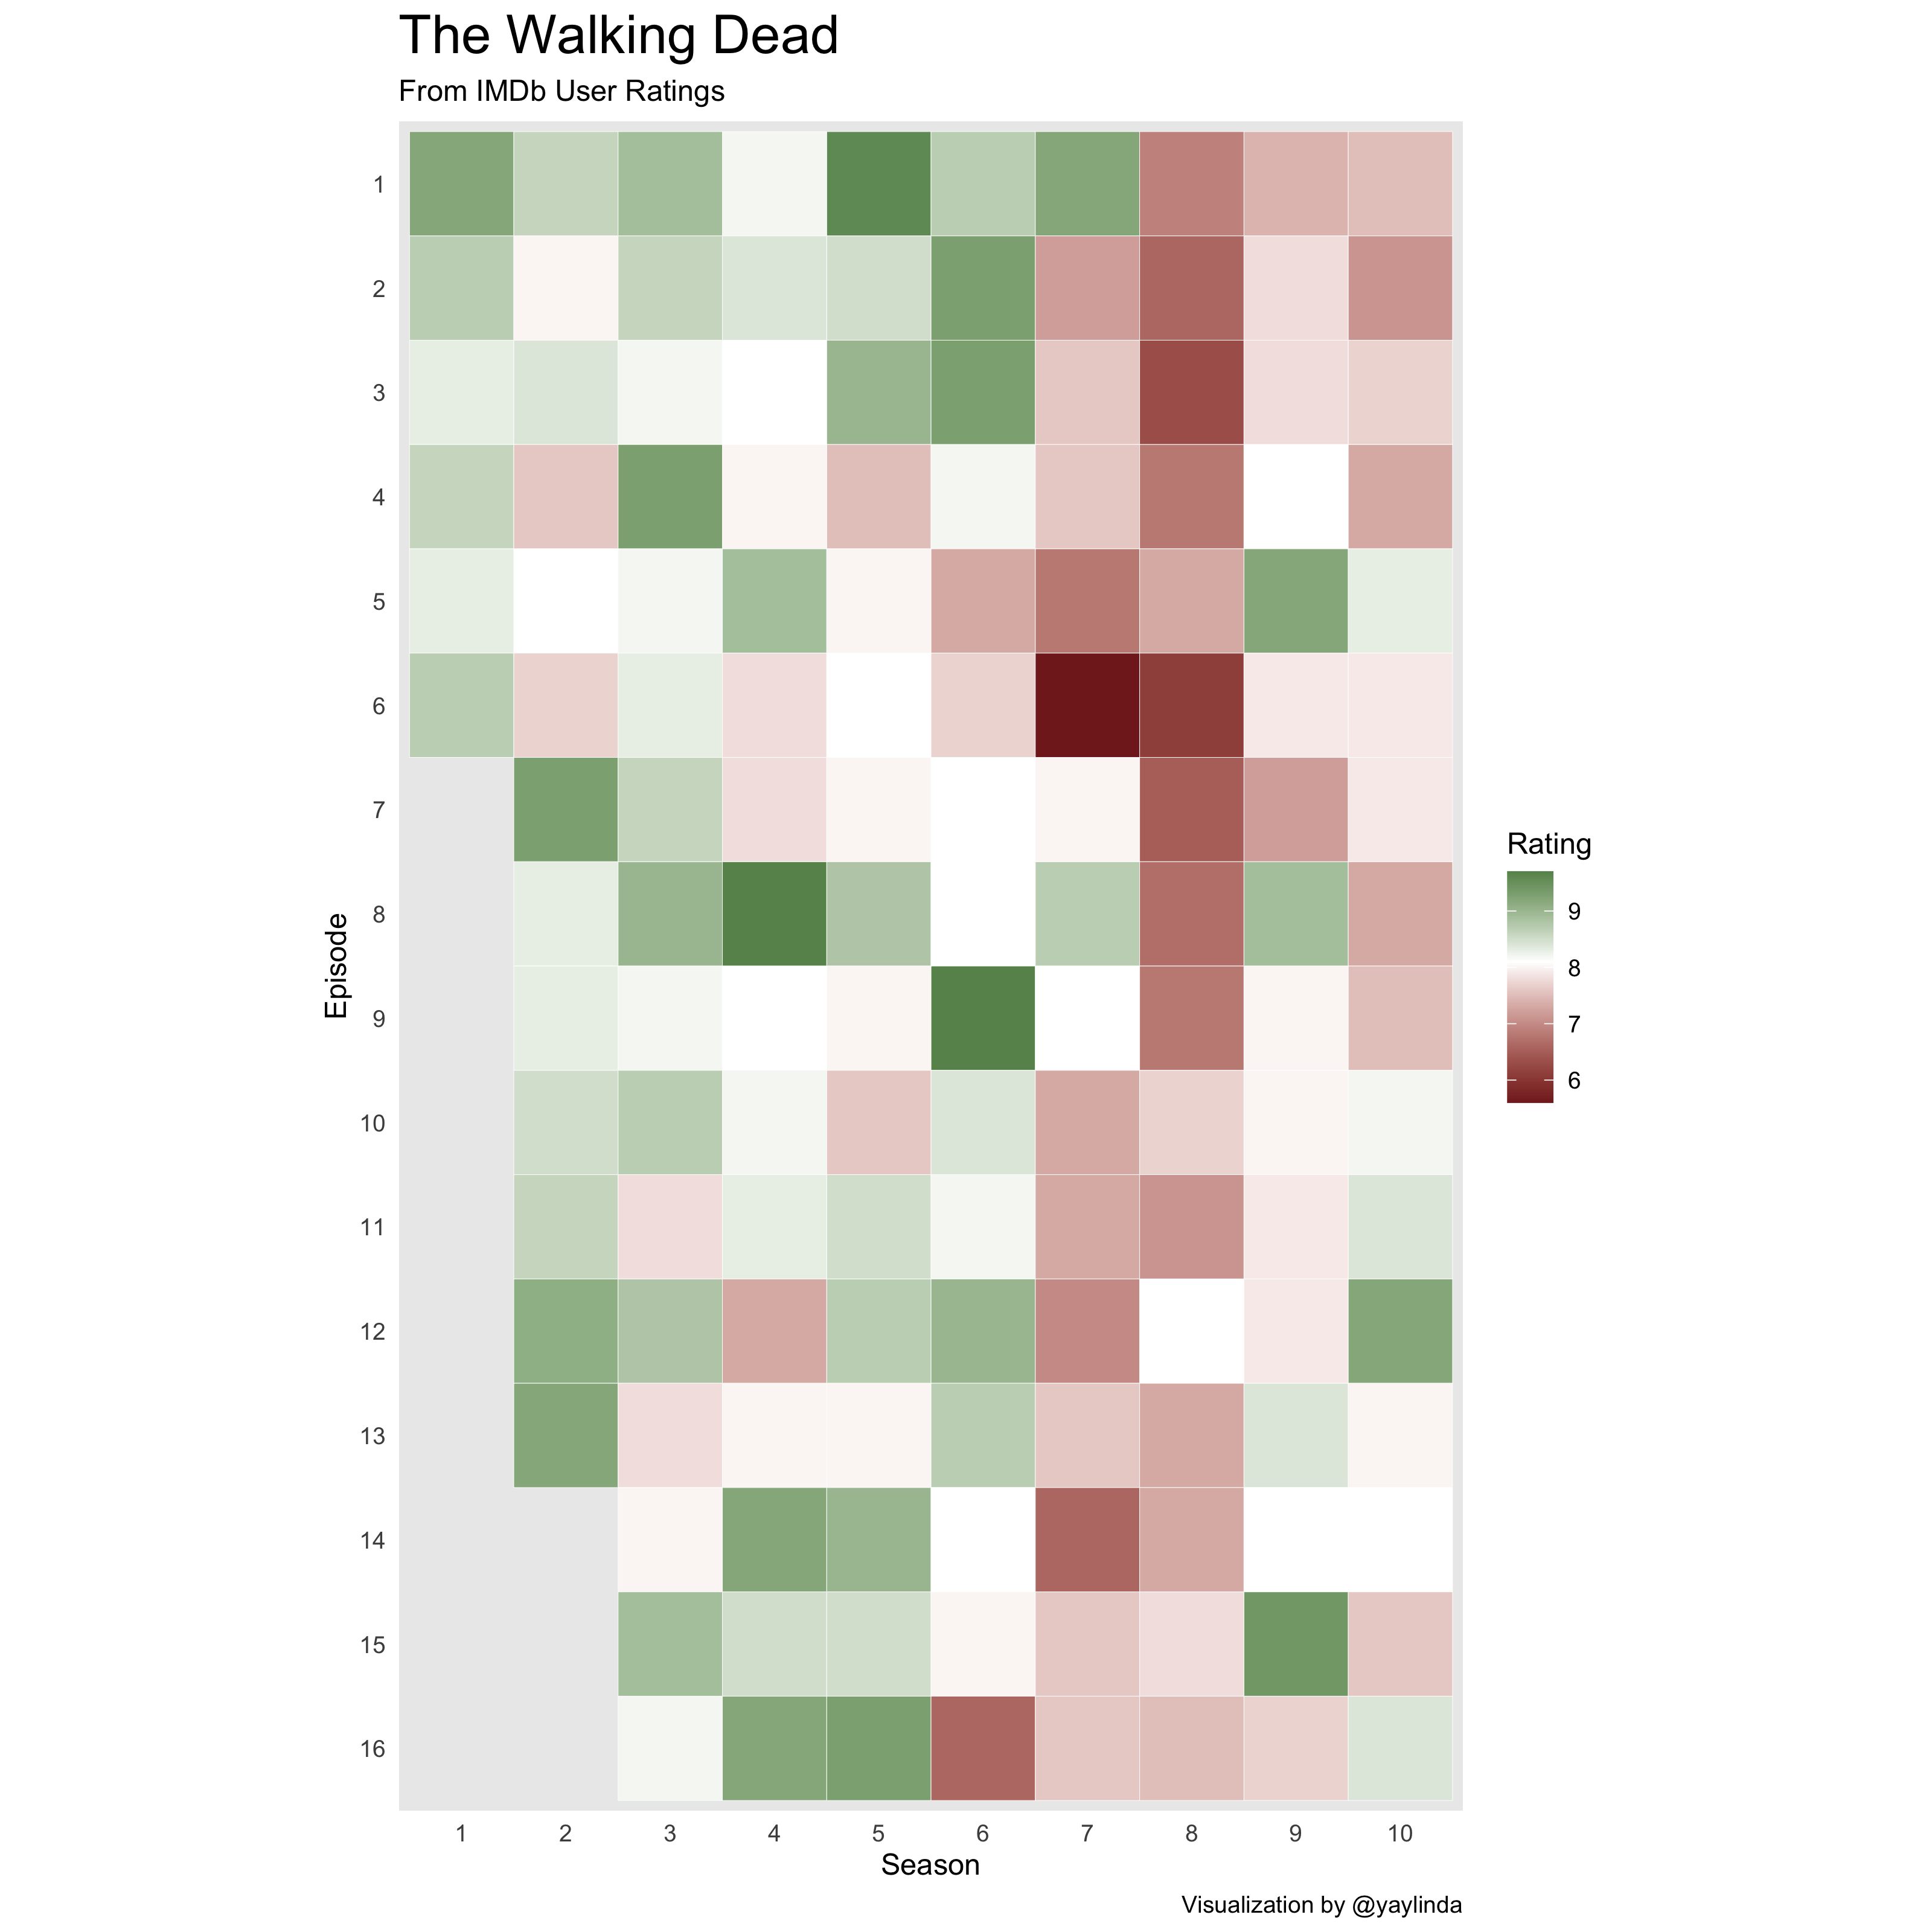 The Walking Dead
From IMDb User Ratings
1
2
3
4
5
6
7
8
9
10
11
12
13
14
15
16
Episode
1 2 3 4 5 6 7 8 9 10
Season
Rating
9
8
7
6
Visualization by @yaylinda